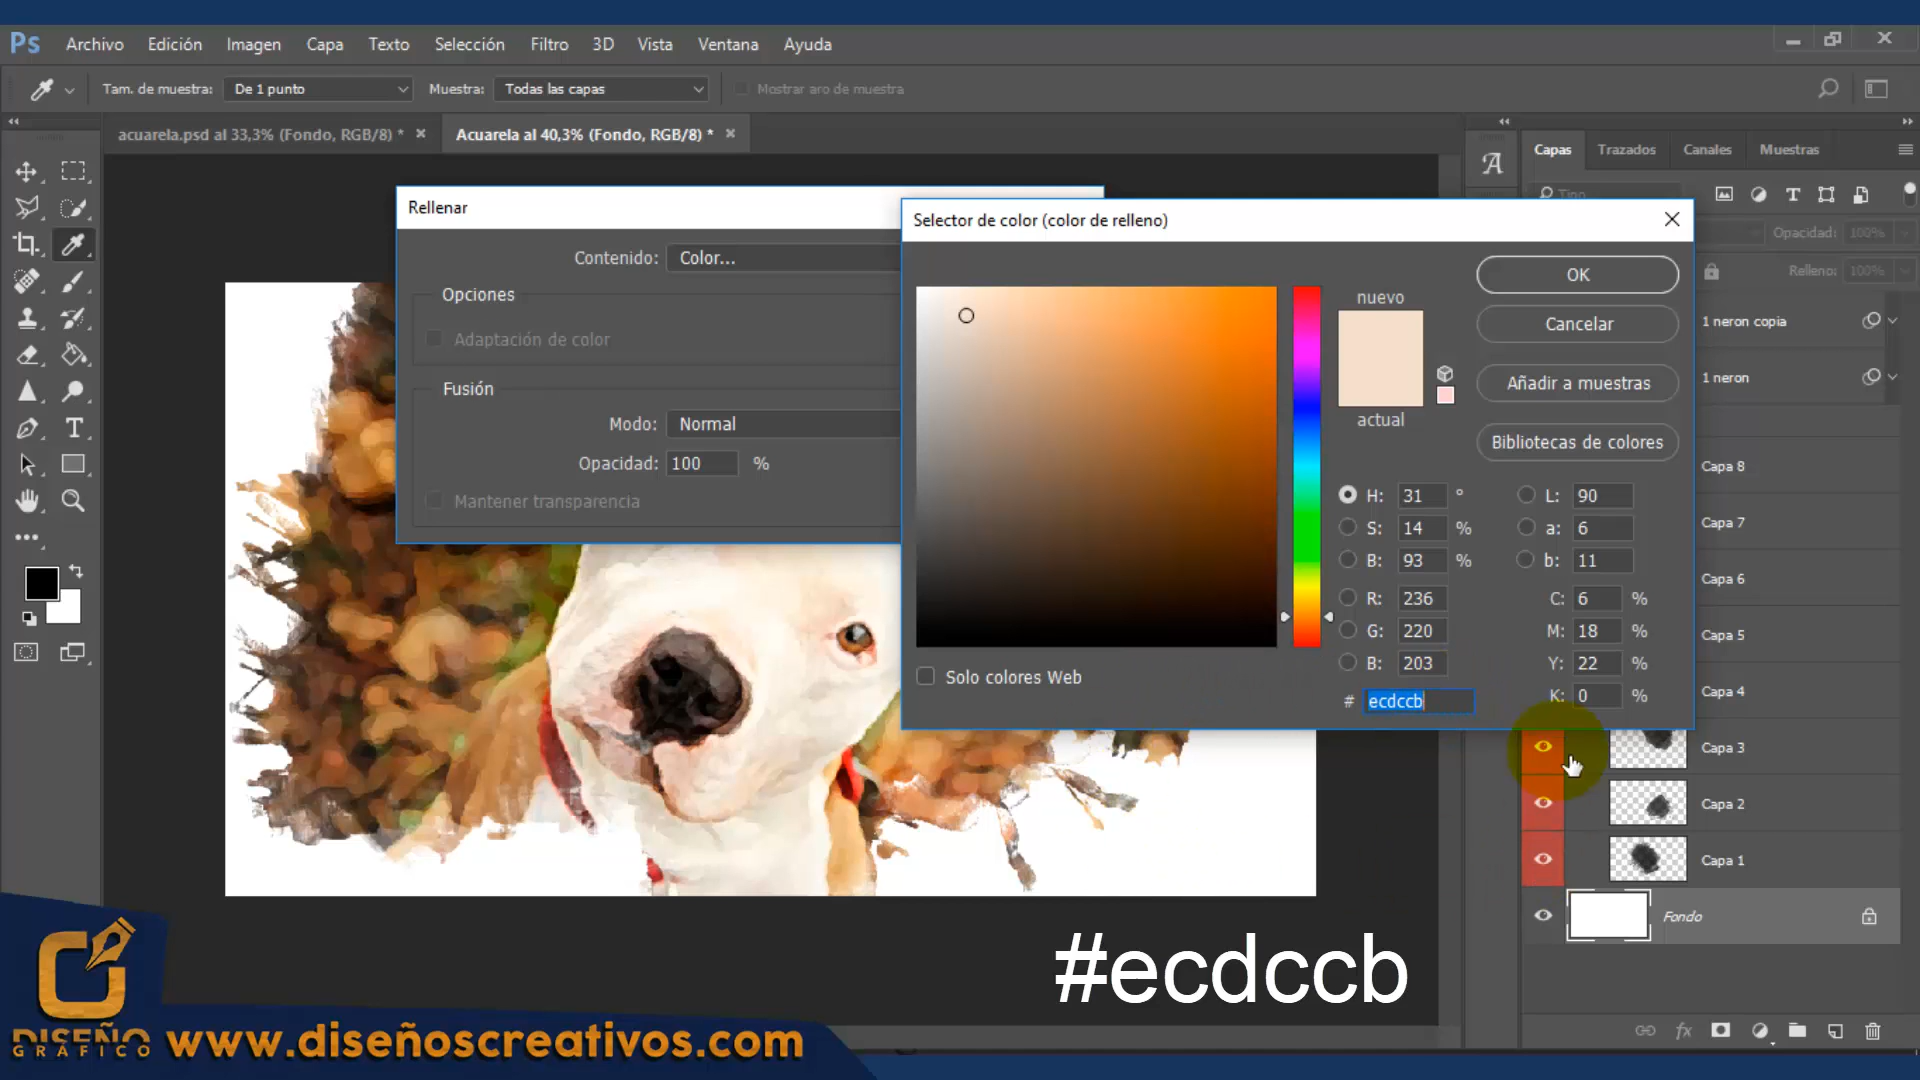 Ps Archivo Edición Imagen Capa Texto Selección Filtro 3D Vista Ventana Ayuda
Tam. de muestra: De 1 punto Muestra: Todas las capas Mostrar aro de muestra
acuarela.psd al 33,3% (Fondo, RGB/8) * Acuarela al 40,3% (Fondo, RGB/8) *
Capas Trazados Canales Muestras
Tipo
Opacidad: 100%
Relleno: 100%
Rellenar
Contenido: Color...
Opciones
Adaptación de color
Fusión
Modo: Normal
Opacidad: 100 %
Mantener transparencia
Selector de color (color de relleno)
nuevo
actual
OK
Cancelar
Añadir a muestras
Bibliotecas de colores
H: 31 ° L: 90
S: 14 % a: 6
B: 93 % b: 11
R: 236 C: 6 %
G: 220 M: 18 %
B: 203 Y: 22 %
# ecdccb K: 0 %
Solo colores Web
1 neron copia
1 neron
Capa 8
Capa 7
Capa 6
Capa 5
Capa 4
Capa 3
Capa 2
Capa 1
Fondo
fx
#ecdccb
DISEÑO
GRÁFICO
www.diseñoscreativos.com